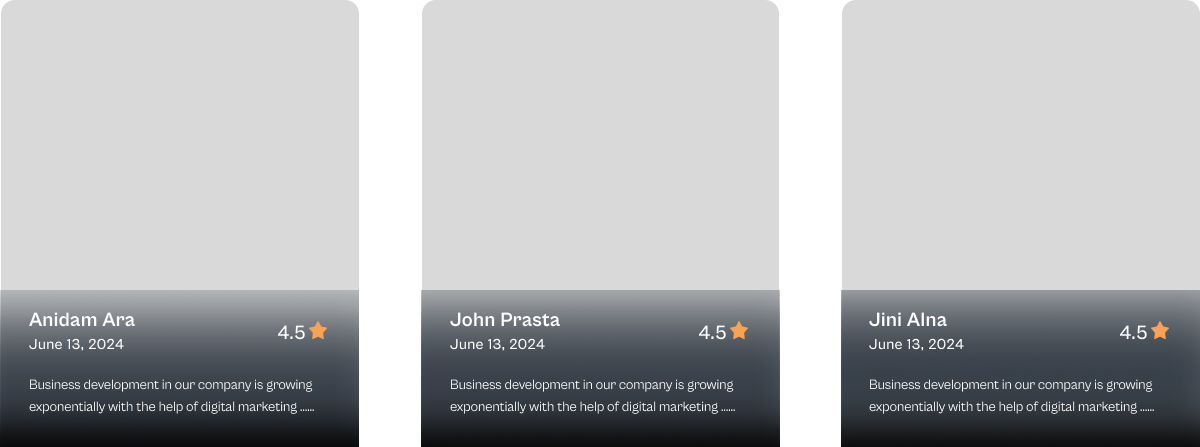 Anidam Ara
June 13, 2024
4.5
Business development in our company is growing
exponentially with the help of digital marketing ......
John Prasta
June 13, 2024
4.5
Business development in our company is growing
exponentially with the help of digital marketing ......
Jini Alna
June 13, 2024
4.5
Business development in our company is growing
exponentially with the help of digital marketing ......